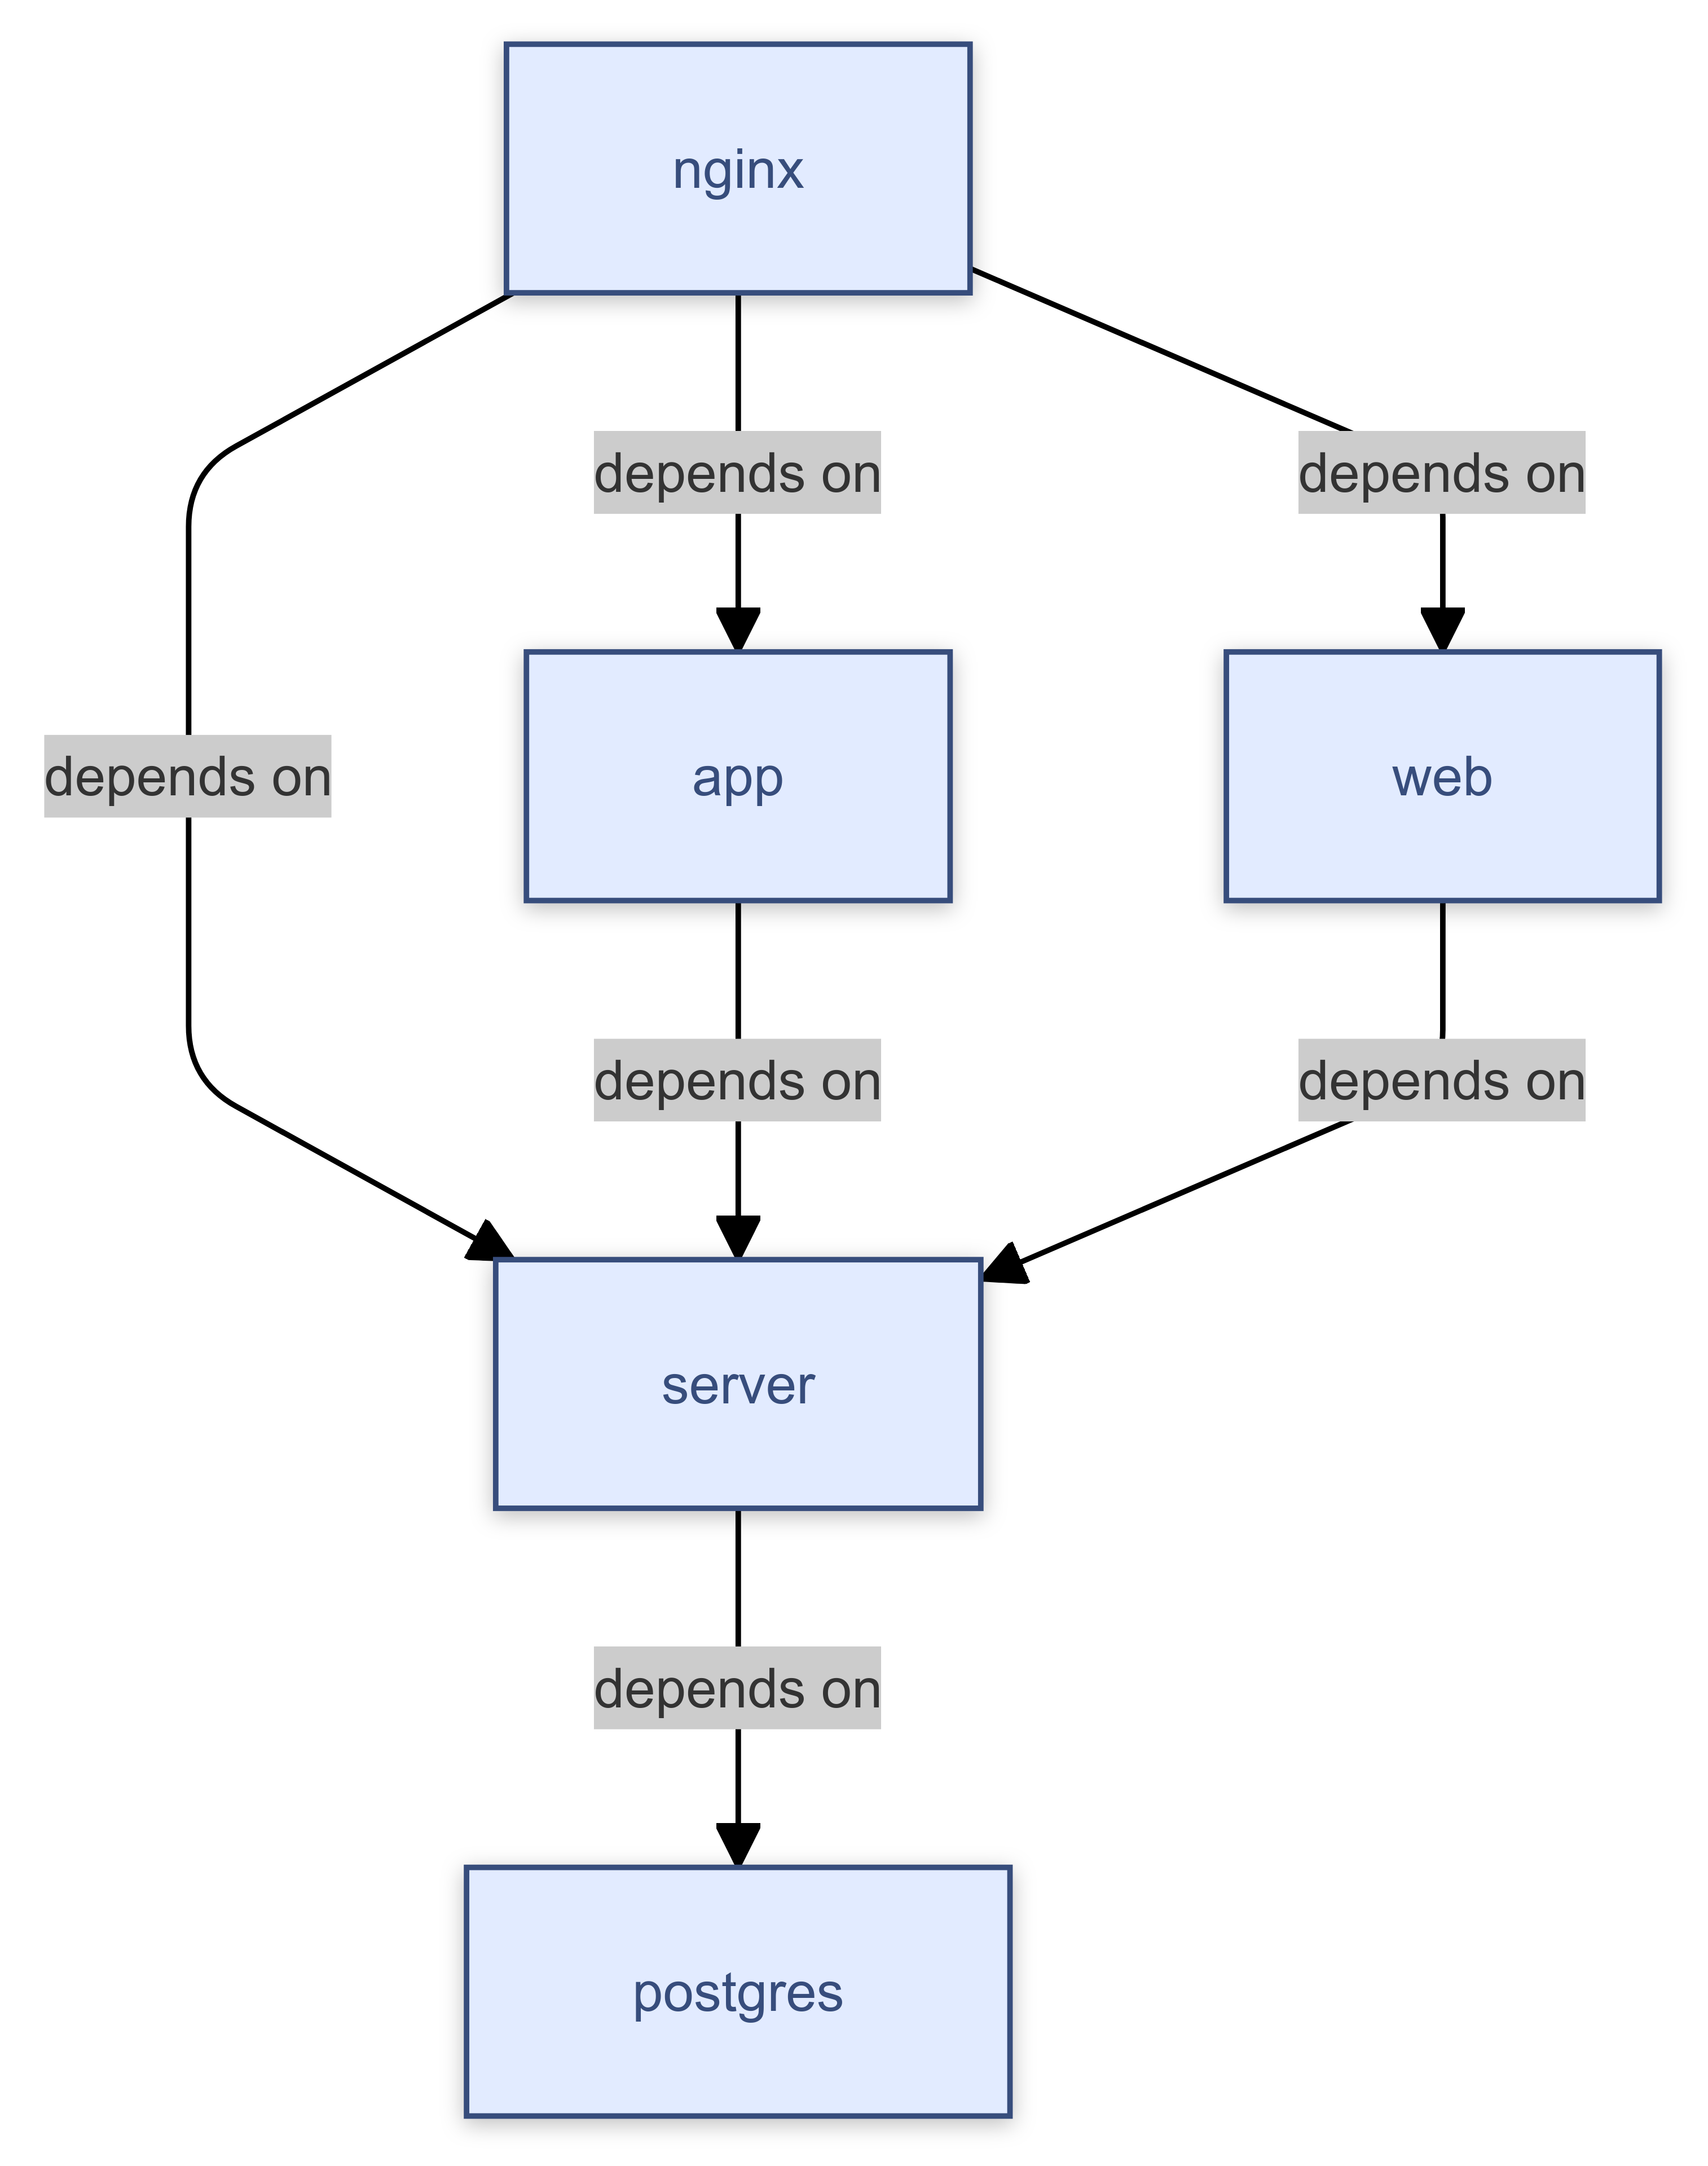 nginx
depends on
depends on
depends on
app
web
depends on
depends on
server
depends on
postgres